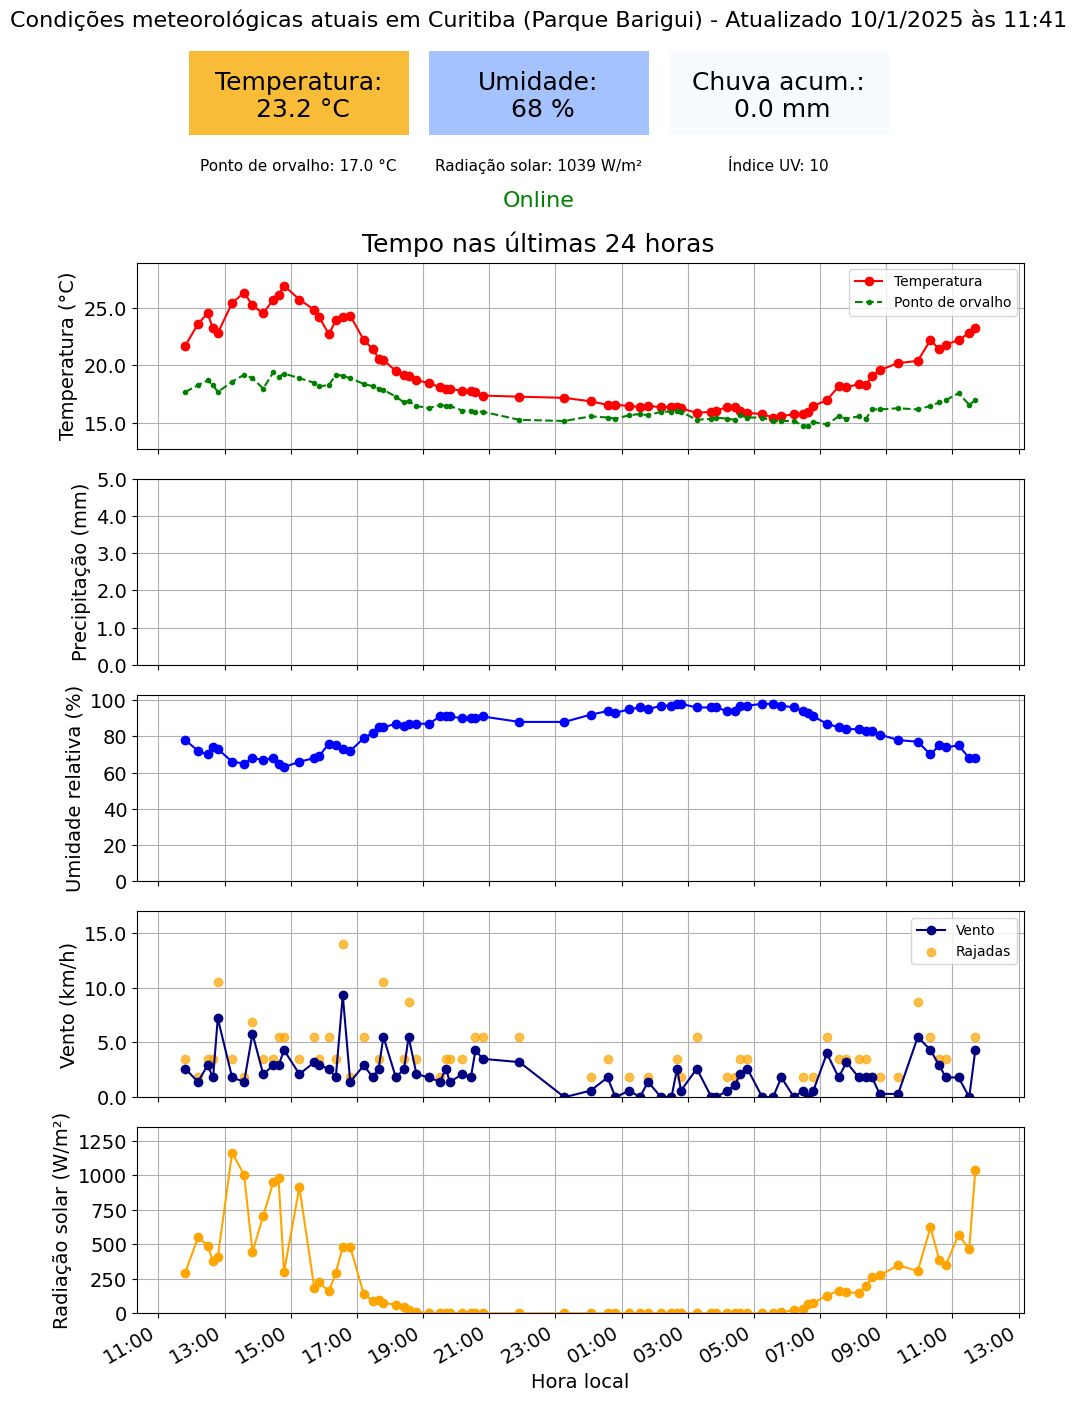 Condições meteorológicas atuais em Curitiba (Parque Barigui) - Atualizado 10/1/2025 às 11:41
Temperatura:
23.2 °C
Umidade:
68 %
Chuva acum.:
0.0 mm
Ponto de orvalho: 17.0 °C
Radiação solar: 1039 W/m²
Índice UV: 10
Online
Tempo nas últimas 24 horas
Temperatura (°C)
25.0
20.0
15.0
Temperatura
Ponto de orvalho
Precipitação (mm)
5.0
4.0
3.0
2.0
1.0
0.0
Umidade relativa (%)
100
80
60
40
20
0
Vento (km/h)
15.0
10.0
5.0
0.0
Vento
Rajadas
Radiação solar (W/m²)
1250
1000
750
500
250
0
11:00
13:00
15:00
17:00
19:00
21:00
23:00
01:00
03:00
05:00
07:00
09:00
11:00
13:00
Hora local